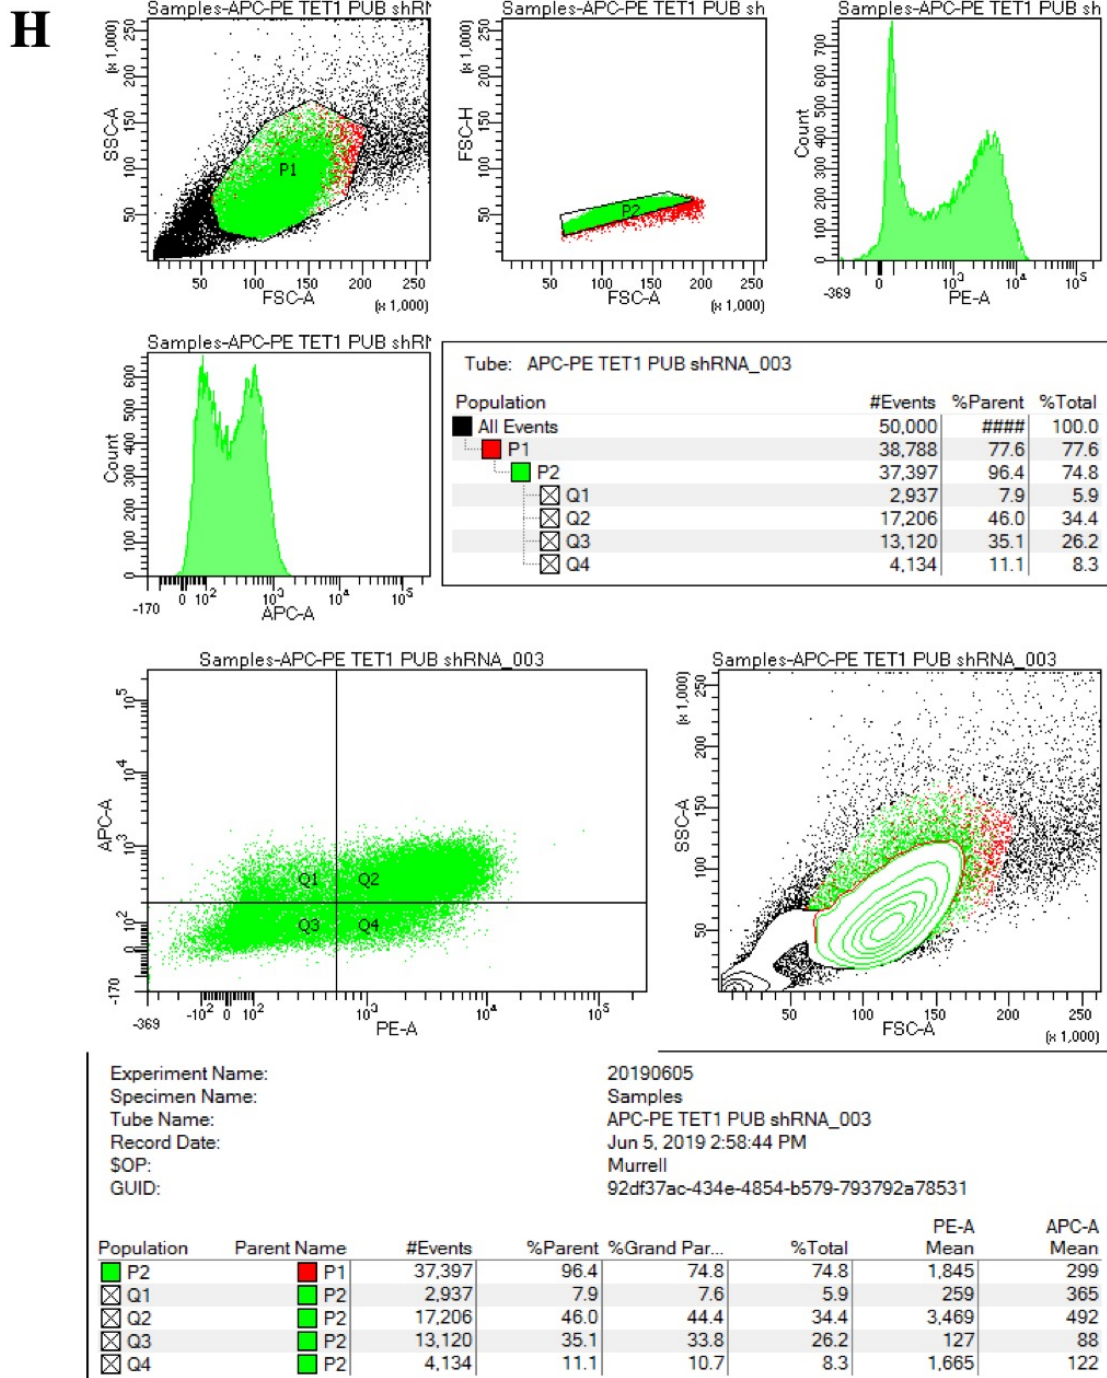 H
Samples-APC-PE TET1 PUB shRN
SSC-A
(x 1,000)
50 100 150 200 250
P1
50 100 150 200 250
FSC-A
(x 1,000)
Samples-APC-PE TET1 PUB sh
FSC-H
(x 1,000)
50 100 150 200 250
P2
50 100 150 200 250
FSC-A
(x 1,000)
Samples-APC-PE TET1 PUB sh
Count
0 100 200 300 400 500 600 700
-369 0 10³ 10⁴ 10⁵
PE-A
Samples-APC-PE TET1 PUB shRN
Count
0 100 200 300 400 500 600
-170 0 10² 10³ 10⁴ 10⁵
APC-A
Tube: APC-PE TET1 PUB shRNA_003
Population #Events %Parent %Total
All Events 50,000 #### 100.0
P1 38,788 77.6 77.6
P2 37,397 96.4 74.8
Q1 2,937 7.9 5.9
Q2 17,206 46.0 34.4
Q3 13,120 35.1 26.2
Q4 4,134 11.1 8.3
Samples-APC-PE TET1 PUB shRNA_003
APC-A
-170 0 10² 10³ 10⁴ 10⁵
Q1 Q2
Q3 Q4
-369 -10² 0 10² 10³ 10⁴ 10⁵
PE-A
Samples-APC-PE TET1 PUB shRNA_003
SSC-A
(x 1,000)
50 100 150 200 250
50 100 150 200 250
FSC-A
(x 1,000)
Experiment Name: 20190605
Specimen Name: Samples
Tube Name: APC-PE TET1 PUB shRNA_003
Record Date: Jun 5, 2019 2:58:44 PM
$OP: Murrell
GUID: 92df37ac-434e-4854-b579-793792a78531
PE-A APC-A
Population Parent Name #Events %Parent %Grand Par... %Total Mean Mean
P2 P1 37,397 96.4 74.8 74.8 1,845 299
Q1 P2 2,937 7.9 7.6 5.9 259 365
Q2 P2 17,206 46.0 44.4 34.4 3,469 492
Q3 P2 13,120 35.1 33.8 26.2 127 88
Q4 P2 4,134 11.1 10.7 8.3 1,665 122